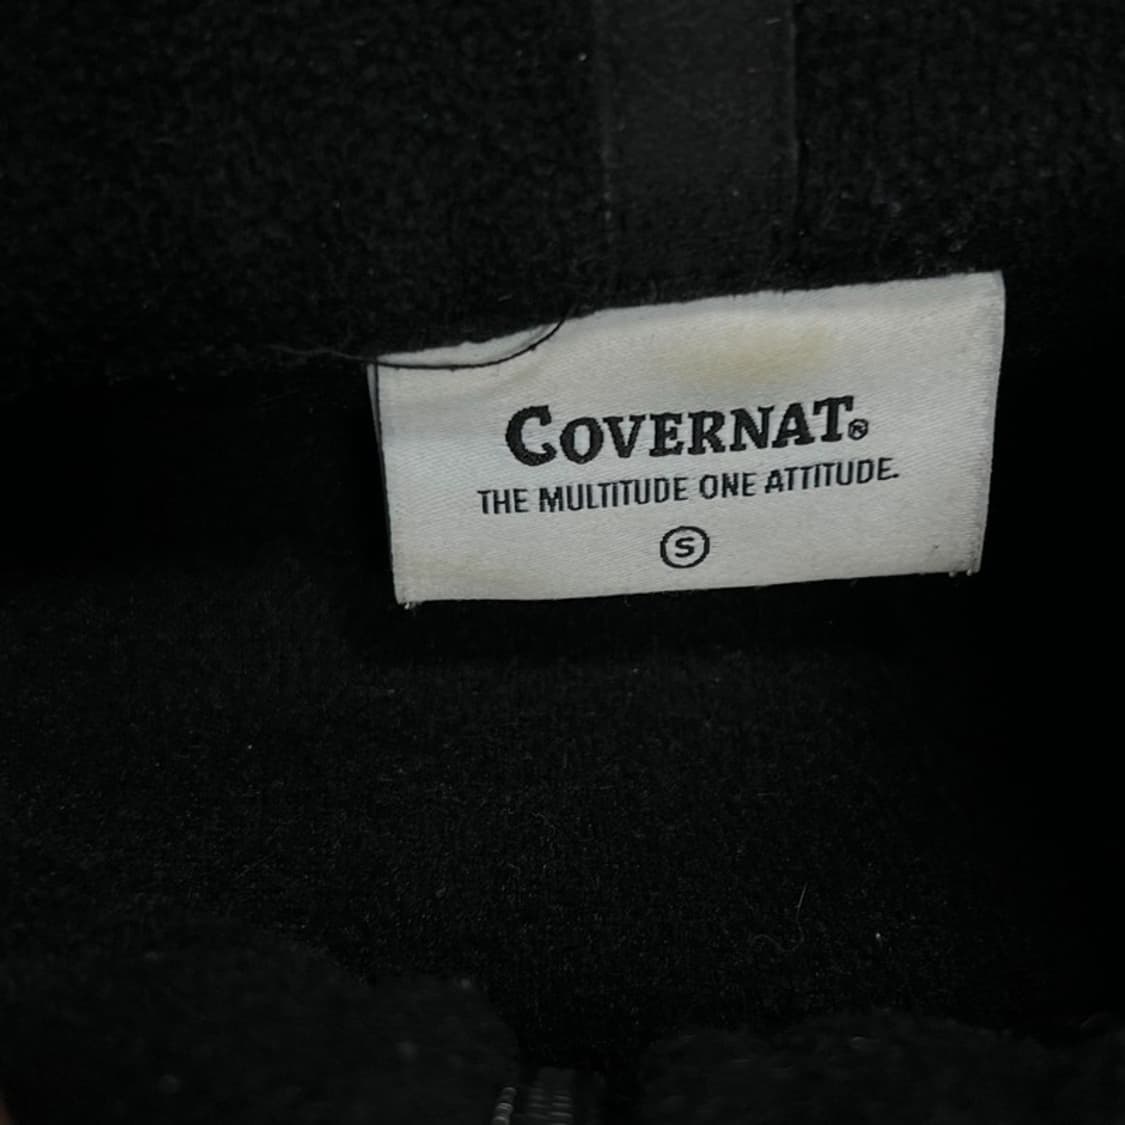 COVERNAT®
THE MULTITUDE ONE ATTITUDE.
S